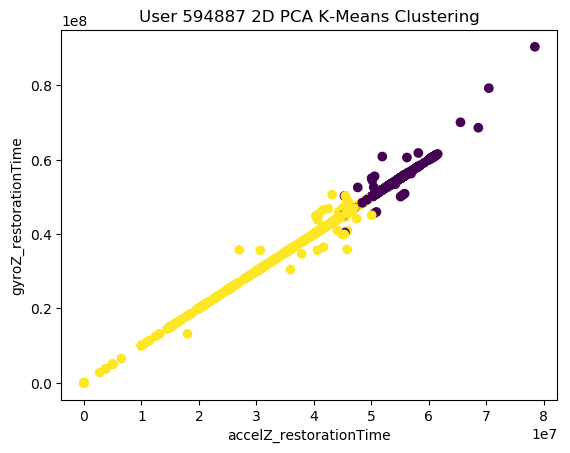 User 594887 2D PCA K-Means Clustering
1e8
0.8
0.6
0.4
0.2
0.0
gyroZ_restorationTime
0 1 2 3 4 5 6 7 8
1e7
accelZ_restorationTime